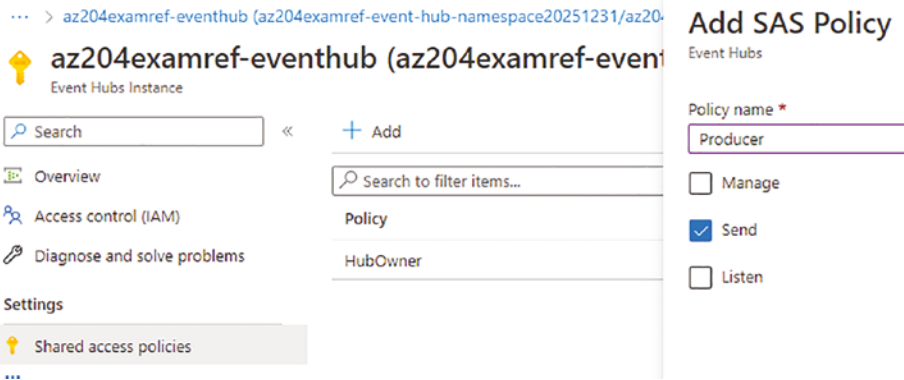 ... > az204examref-eventhub (az204examref-event-hub-namespace20251231/az204
az204examref-eventhub (az204examref-event
Event Hubs Instance
Search
«
Overview
Access control (IAM)
Diagnose and solve problems
Settings
Shared access policies
+ Add
Search to filter items...
Policy
HubOwner
Add SAS Policy
Event Hubs
Policy name *
Producer
Manage
Send
Listen